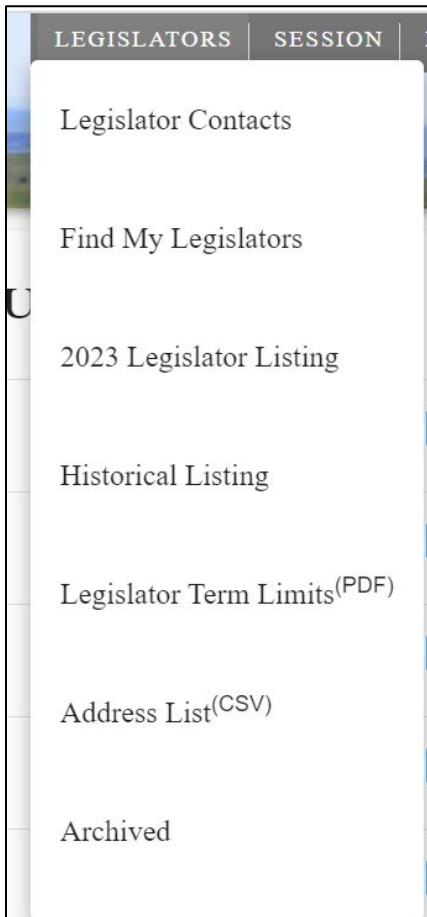 LEGISLATORS SESSION
Legislator Contacts
Find My Legislators
U
2023 Legislator Listing
Historical Listing
Legislator Term Limits(PDF)
Address List(CSV)
Archived